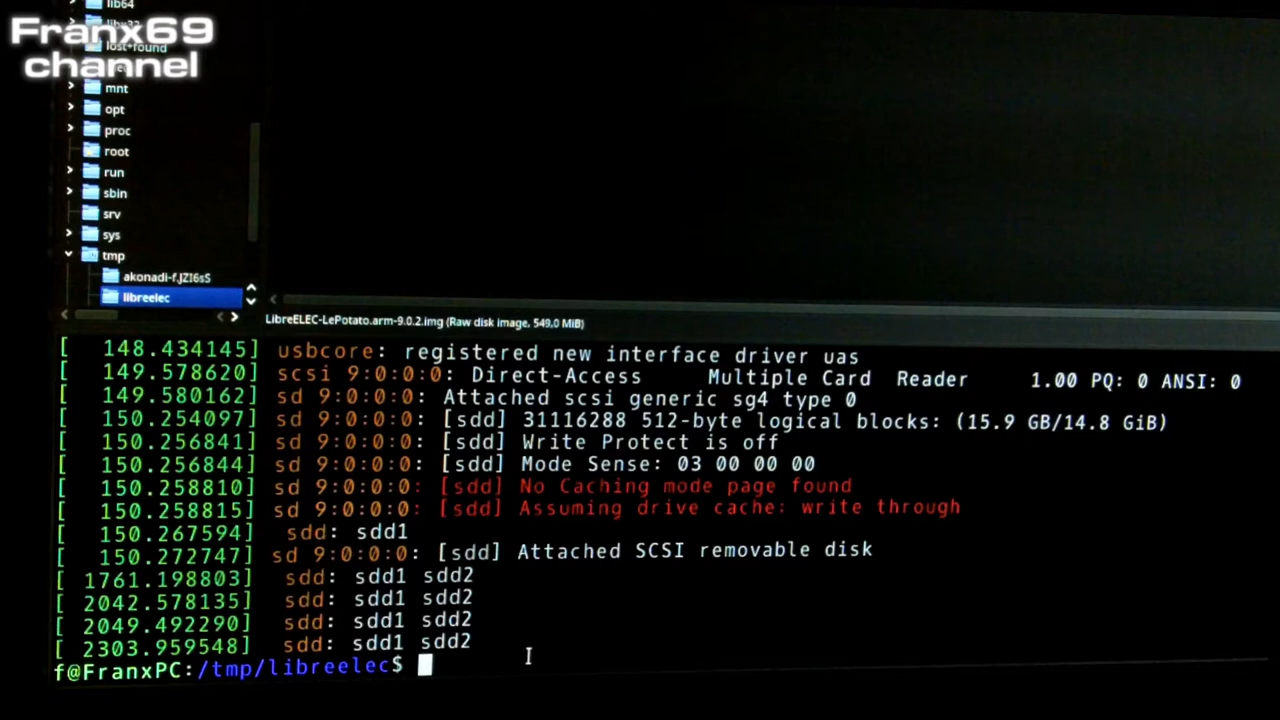 Franx69
channel
lib64
lost+found
mnt
opt
proc
root
run
sbin
srv
sys
tmp
akonadi-f.JZI6sS
libreelec
LibreELEC-LePotato.arm-9.0.2.img (Raw disk image, 549,0 MiB)
[ 148.434145] usbcore: registered new interface driver uas
[ 149.578620] scsi 9:0:0:0: Direct-Access Multiple Card Reader 1.00 PQ: 0 ANSI: 0
[ 149.580162] sd 9:0:0:0: Attached scsi generic sg4 type 0
[ 150.254097] sd 9:0:0:0: [sdd] 31116288 512-byte logical blocks: (15.9 GB/14.8 GiB)
[ 150.256841] sd 9:0:0:0: [sdd] Write Protect is off
[ 150.256844] sd 9:0:0:0: [sdd] Mode Sense: 03 00 00 00
[ 150.258810] sd 9:0:0:0: [sdd] No Caching mode page found
[ 150.258815] sd 9:0:0:0: [sdd] Assuming drive cache: write through
[ 150.267594] sdd: sdd1
[ 150.272747] sd 9:0:0:0: [sdd] Attached SCSI removable disk
[ 1761.198803] sdd: sdd1 sdd2
[ 2042.578135] sdd: sdd1 sdd2
[ 2049.492290] sdd: sdd1 sdd2
[ 2303.959548] sdd: sdd1 sdd2
f@FranxPC:/tmp/libreelec$